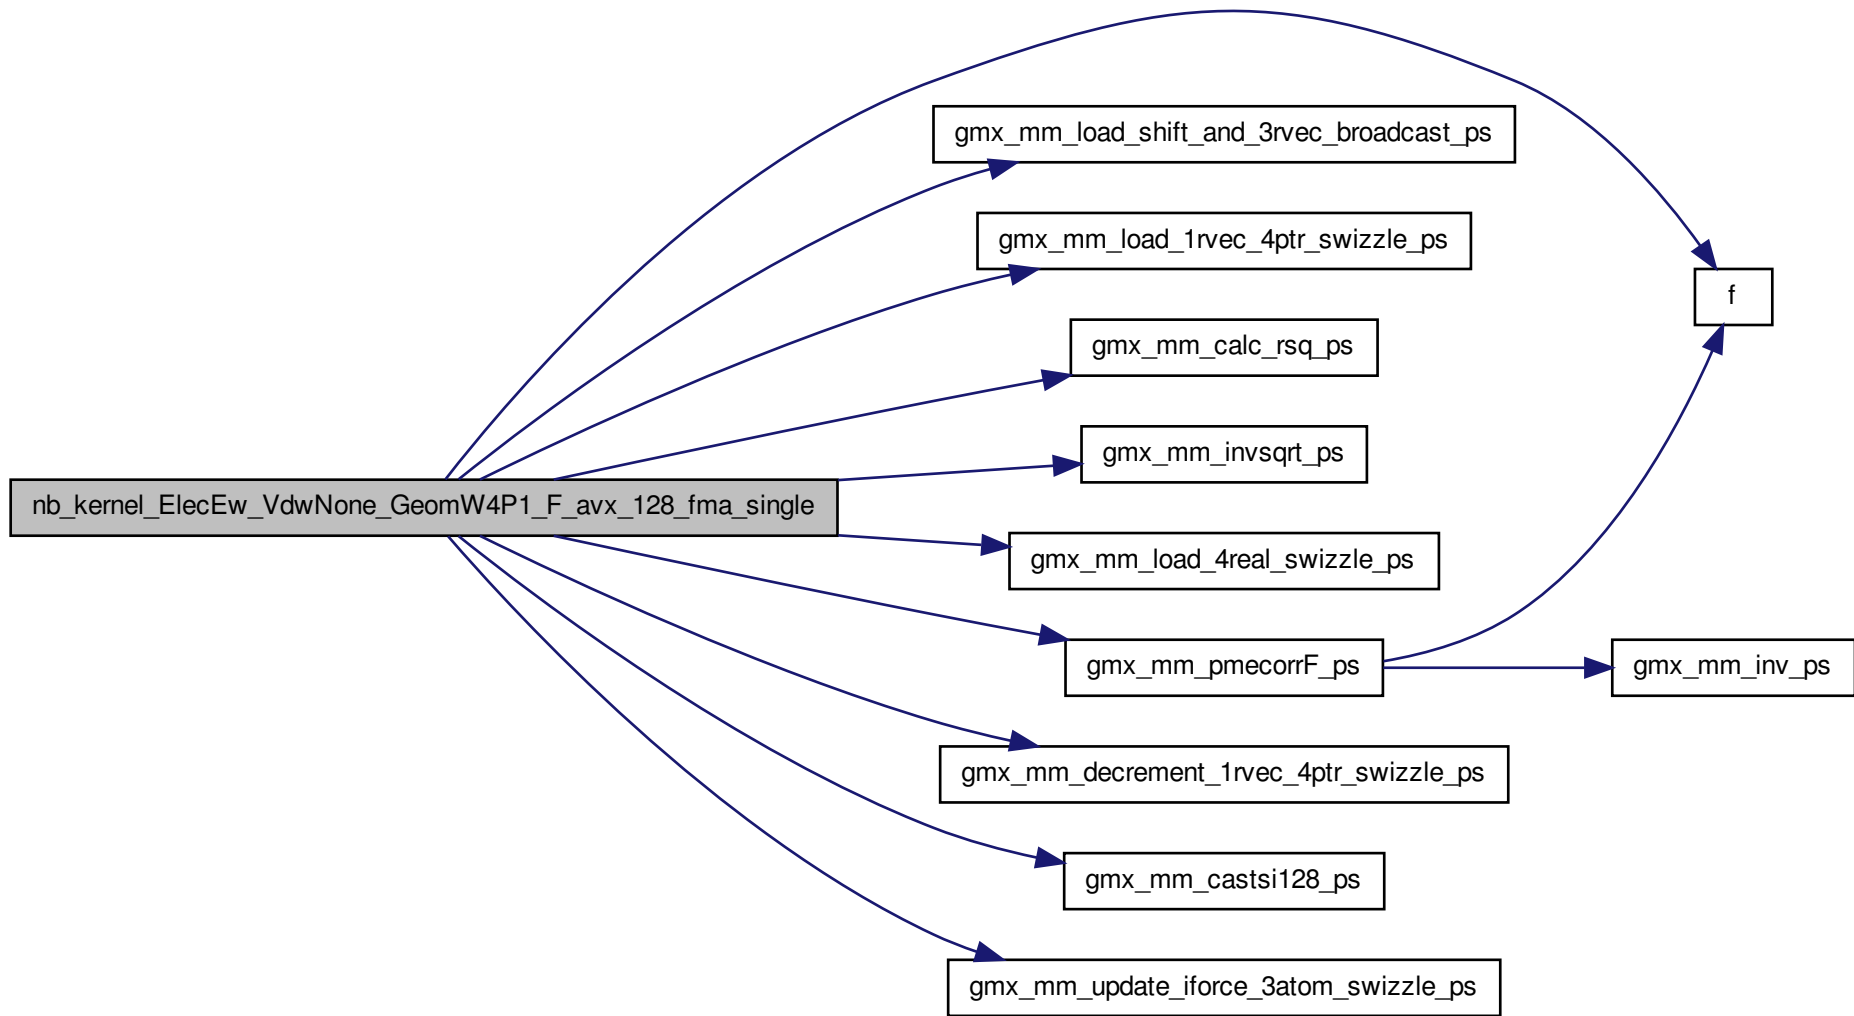 gmx_mm_load_shift_and_3rvec_broadcast_ps
gmx_mm_load_1rvec_4ptr_swizzle_ps
f
gmx_mm_calc_rsq_ps
gmx_mm_invsqrt_ps
nb_kernel_ElecEw_VdwNone_GeomW4P1_F_avx_128_fma_single
gmx_mm_load_4real_swizzle_ps
gmx_mm_pmecorrF_ps
gmx_mm_inv_ps
gmx_mm_decrement_1rvec_4ptr_swizzle_ps
gmx_mm_castsi128_ps
gmx_mm_update_iforce_3atom_swizzle_ps